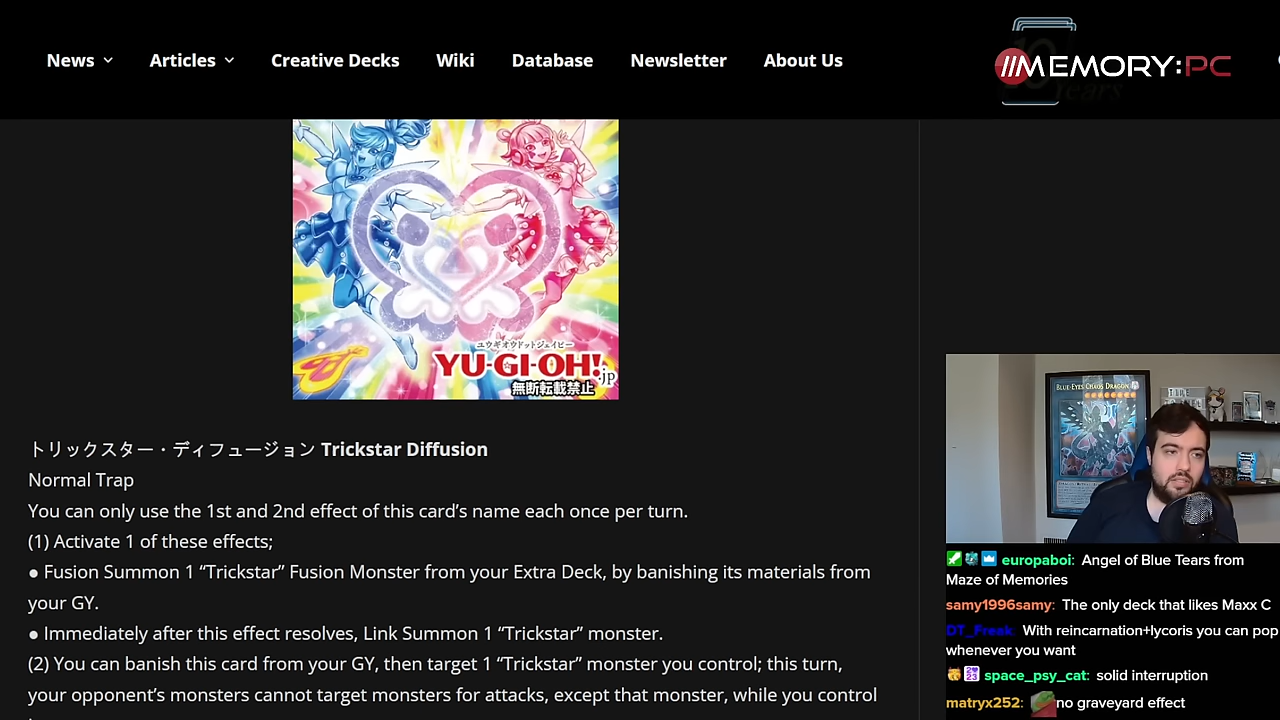 News
Articles
Creative Decks
Wiki
Database
Newsletter
About Us
MEMORY:PC
ユウギオウドットジェイピー
YU-GI-OH!.jp
無断転載禁止
トリックスター・ディフュージョン Trickstar Diffusion
Normal Trap
You can only use the 1st and 2nd effect of this card’s name each once per turn.
(1) Activate 1 of these effects;
● Fusion Summon 1 “Trickstar” Fusion Monster from your Extra Deck, by banishing its materials from
your GY.
● Immediately after this effect resolves, Link Summon 1 “Trickstar” monster.
(2) You can banish this card from your GY, then target 1 “Trickstar” monster you control; this turn,
your opponent’s monsters cannot target monsters for attacks, except that monster, while you control
BLUE-EYES CHAOS DRAGON
europaboi: Angel of Blue Tears from
Maze of Memories
samy1996samy: The only deck that likes Maxx C
DT_Freak: With reincarnation+lycoris you can pop
whenever you want
space_psy_cat: solid interruption
matryx252: no graveyard effect